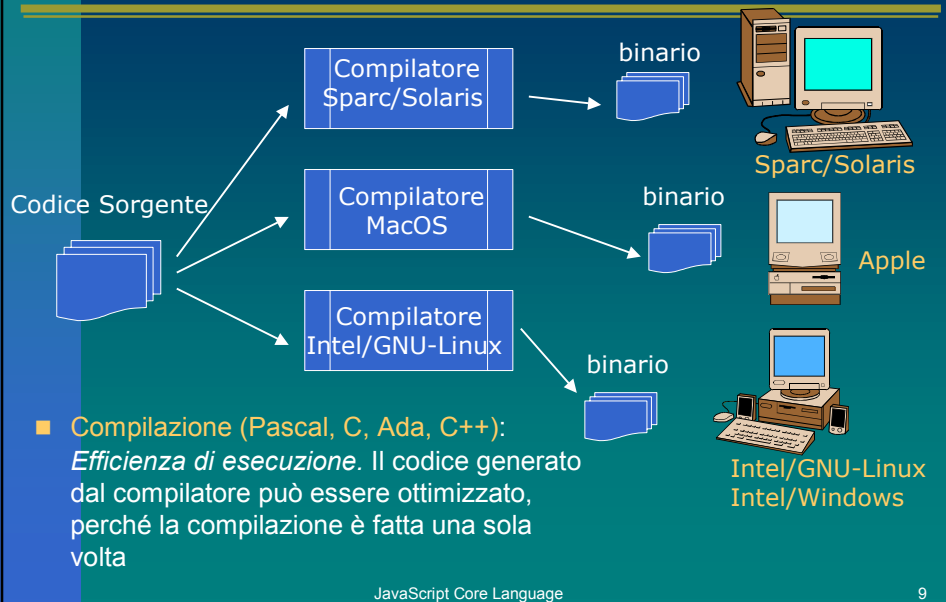 Compilatore
Sparc/Solaris
binario
Sparc/Solaris
Codice Sorgente
Compilatore
MacOS
binario
Apple
Compilatore
Intel/GNU-Linux
binario
Intel/GNU-Linux
Intel/Windows
Compilazione (Pascal, C, Ada, C++):
Efficienza di esecuzione. Il codice generato
dal compilatore può essere ottimizzato,
perché la compilazione è fatta una sola
volta
JavaScript Core Language
9